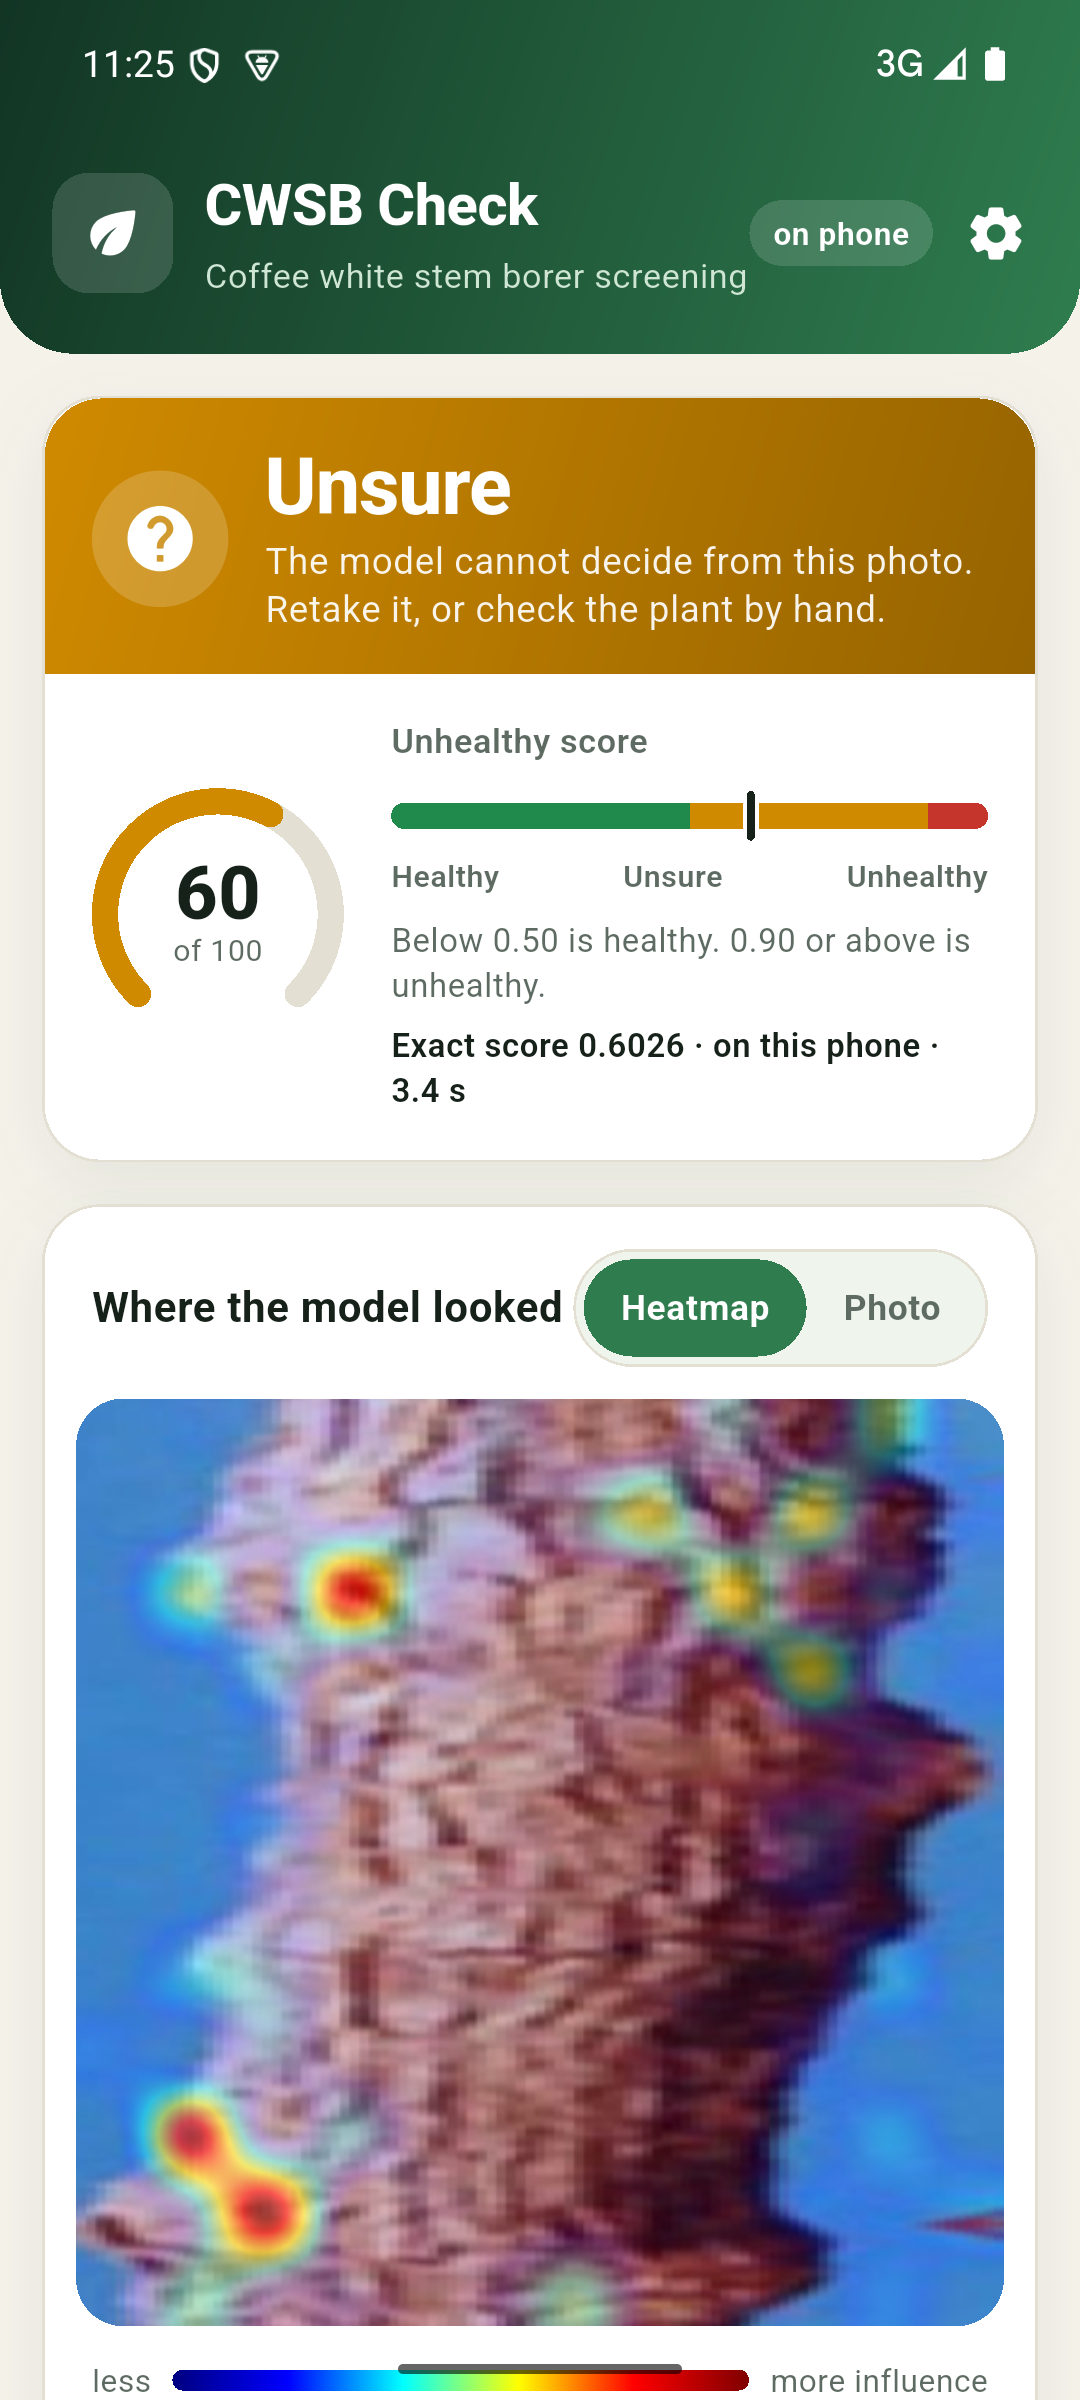 11:25
3G
CWSB Check
Coffee white stem borer screening
on phone
Unsure
The model cannot decide from this photo.
Retake it, or check the plant by hand.
60
of 100
Unhealthy score
Healthy Unsure Unhealthy
Below 0.50 is healthy. 0.90 or above is
unhealthy.
Exact score 0.6026 · on this phone ·
3.4 s
Where the model looked
Heatmap Photo
less more influence